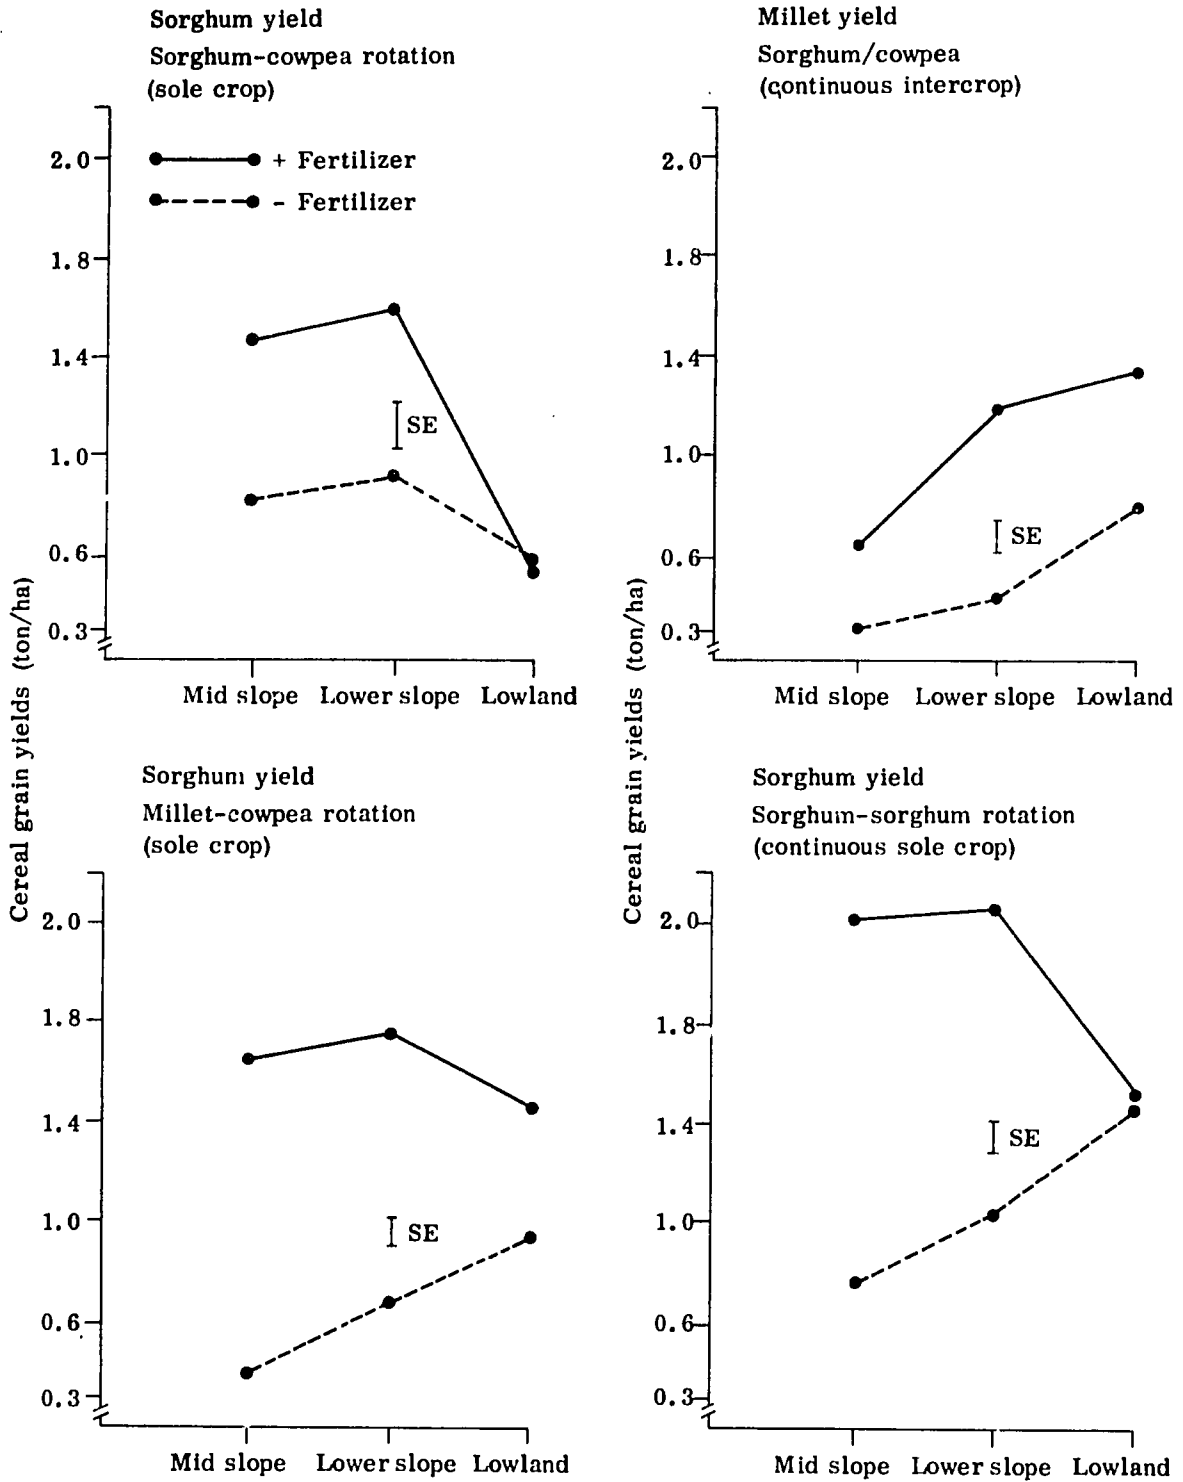 Sorghum yield
Sorghum-cowpea rotation
(sole crop)
+ Fertilizer
- Fertilizer
2.0
1.8
1.4
1.0
0.6
0.3
SE
Mid slope Lower slope Lowland
Millet yield
Sorghum/cowpea
(continuous intercrop)
2.0
1.8
1.4
1.0
0.6
0.3
SE
Mid slope Lower slope Lowland
Cereal grain yields (ton/ha)
Cereal grain yields (ton/ha)
Sorghum yield
Millet-cowpea rotation
(sole crop)
2.0
1.8
1.4
1.0
0.6
0.3
SE
Mid slope Lower slope Lowland
Sorghum yield
Sorghum-sorghum rotation
(continuous sole crop)
2.0
1.8
1.4
1.0
0.6
0.3
SE
Mid slope Lower slope Lowland